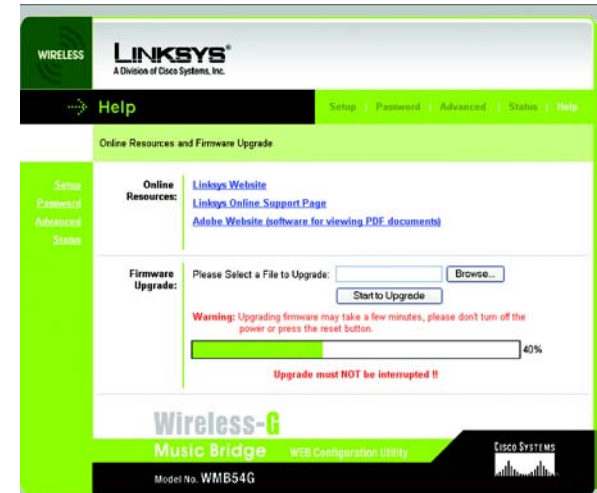 WIRELESS
LINKSYS®
A Division of Cisco Systems, Inc.
Help
Setup | Password | Advanced | Status | Help
Online Resources and Firmware Upgrade
Setup
Password
Advanced
Status
Online Resources:
Linksys Website
Linksys Online Support Page
Adobe Website (software for viewing PDF documents)
Firmware Upgrade:
Please Select a File to Upgrade:
Browse...
Start to Upgrade
Warning: Upgrading firmware may take a few minutes, please don't turn off the
power or press the reset button.
40%
Upgrade must NOT be interrupted !!
Wireless-G
Music Bridge WEB Configuration Utility
CISCO SYSTEMS
Model No. WMB54G